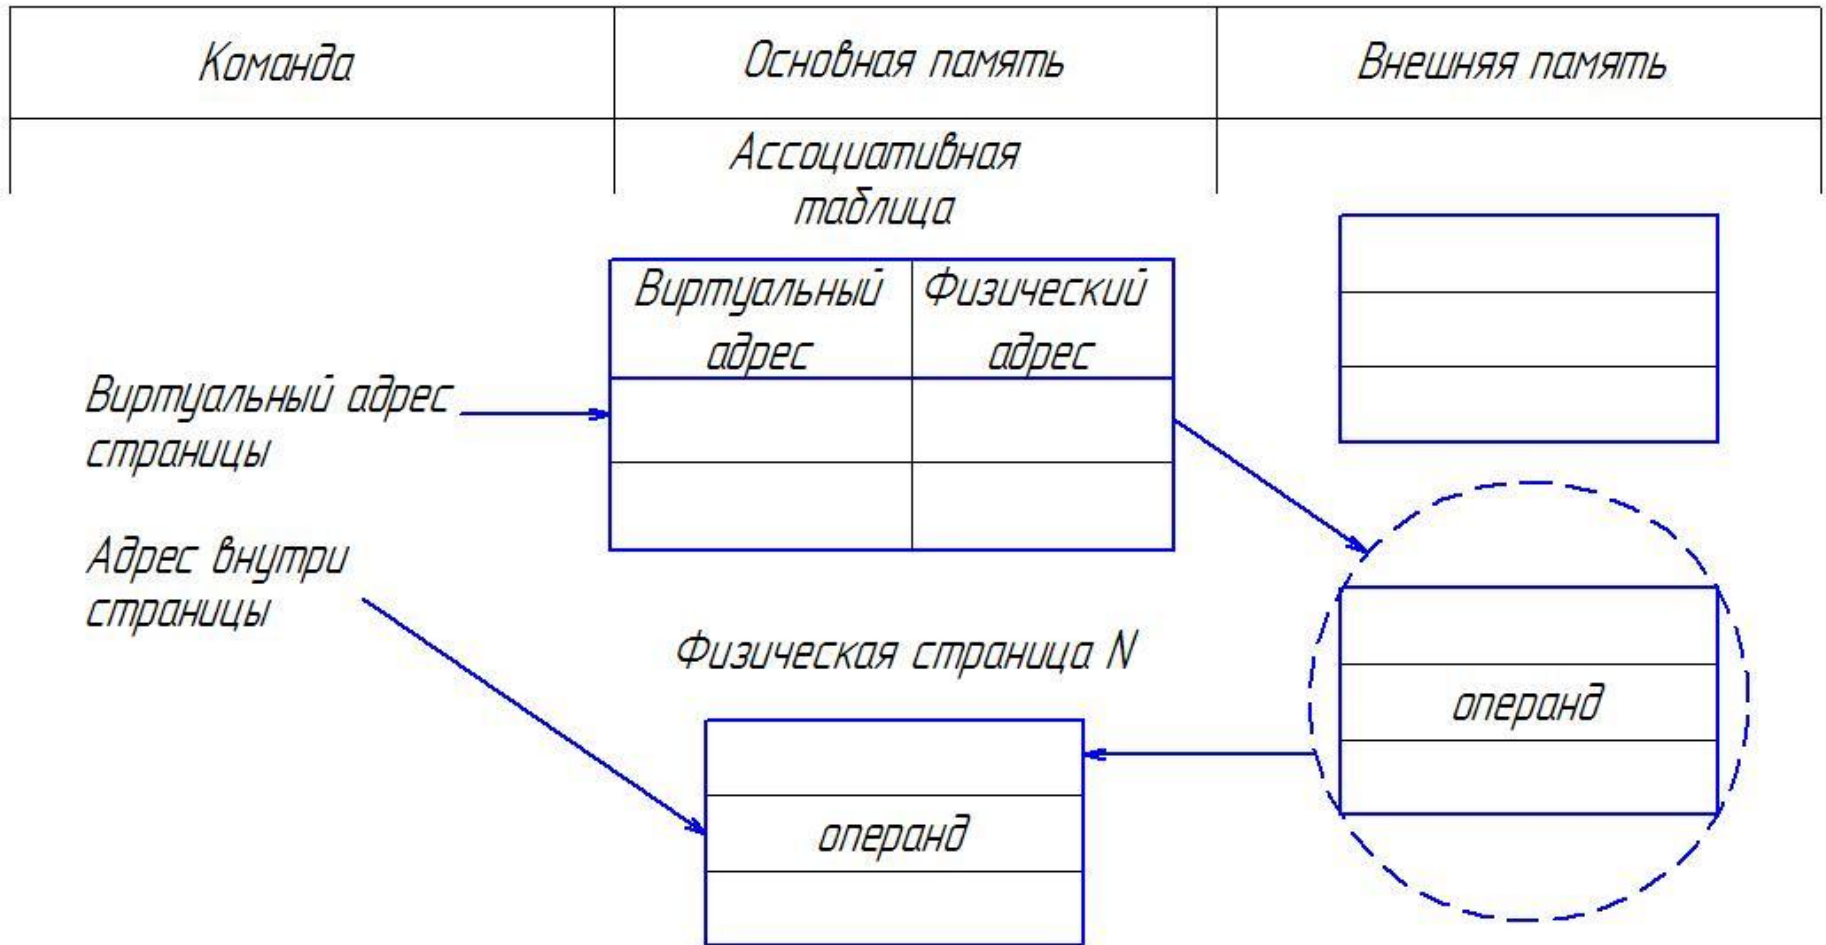 Команда
Основная память
Внешняя память
Ассоциативная
таблица
Виртуальный
адрес
Физический
адрес
Виртуальный адрес
страницы
Адрес внутри
страницы
Физическая страница N
операнд
операнд